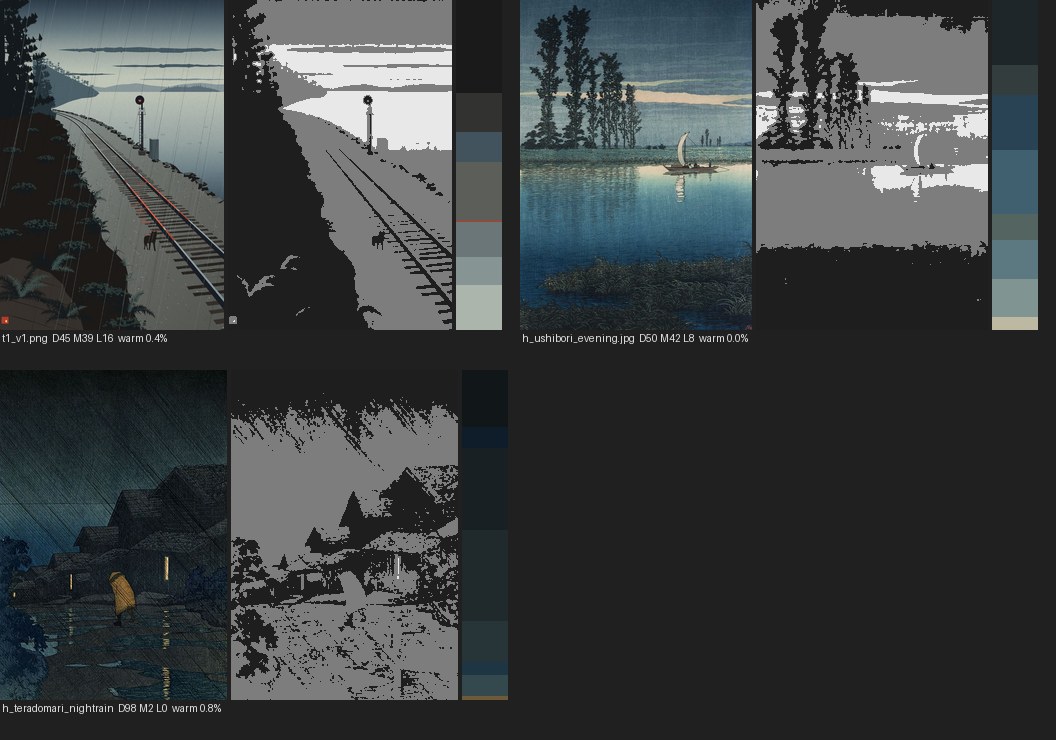 t1_v1.png D45 M39 L16 warm 0.4%
h_ushibori_evening.jpg D50 M42 L8 warm 0.0%
h_teradomari_nightrain D98 M2 L0 warm 0.8%